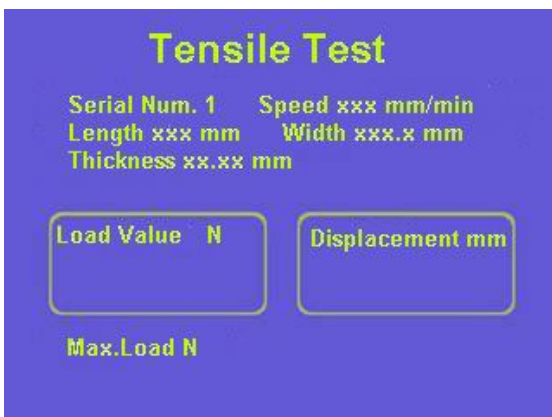 Tensile Test
Serial Num. 1 Speed xxx mm/min
Length xxx mm Width xxx.x mm
Thickness xx.xx mm
Load Value N
Displacement mm
Max.Load N